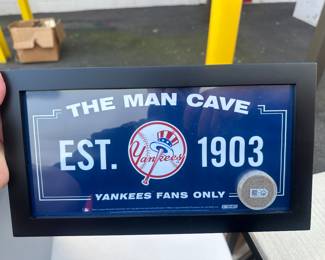 THE MAN CAVE
EST. Yankees 1903
YANKEES FANS ONLY